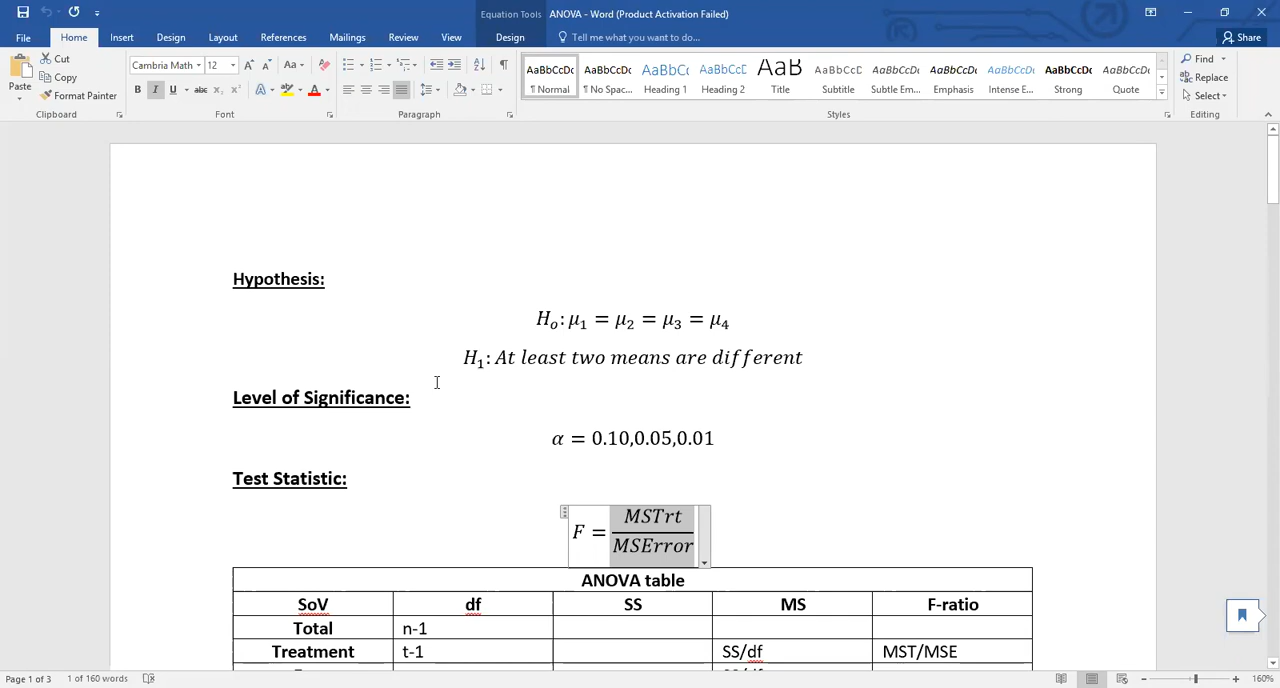 Equation Tools
ANOVA - Word (Product Activation Failed)
File Home Insert Design Layout References Mailings Review View Design Tell me what you want to do... Share
Paste
Cut
Copy
Format Painter
Clipboard
Cambria Math 12
Font
Paragraph
AaBbCcDc AaBbCcDc AaBbCc AaBbCcC AaB AaBbCcC AaBbCcDc AaBbCcDc AaBbCcDc AaBbCcDc AaBbCcDc
¶ Normal ¶ No Spac... Heading 1 Heading 2 Title Subtitle Subtle Em... Emphasis Intense E... Strong Quote
Styles
Find
Replace
Select
Editing
Hypothesis:
Hₒ: μ₁ = μ₂ = μ₃ = μ₄
H₁: At least two means are different
Level of Significance:
α = 0.10,0.05,0.01
Test Statistic:
F = MSTrt
MSError
ANOVA table
SoV df SS MS F-ratio
Total n-1
Treatment t-1 SS/df MST/MSE
Page 1 of 3 1 of 160 words 160%